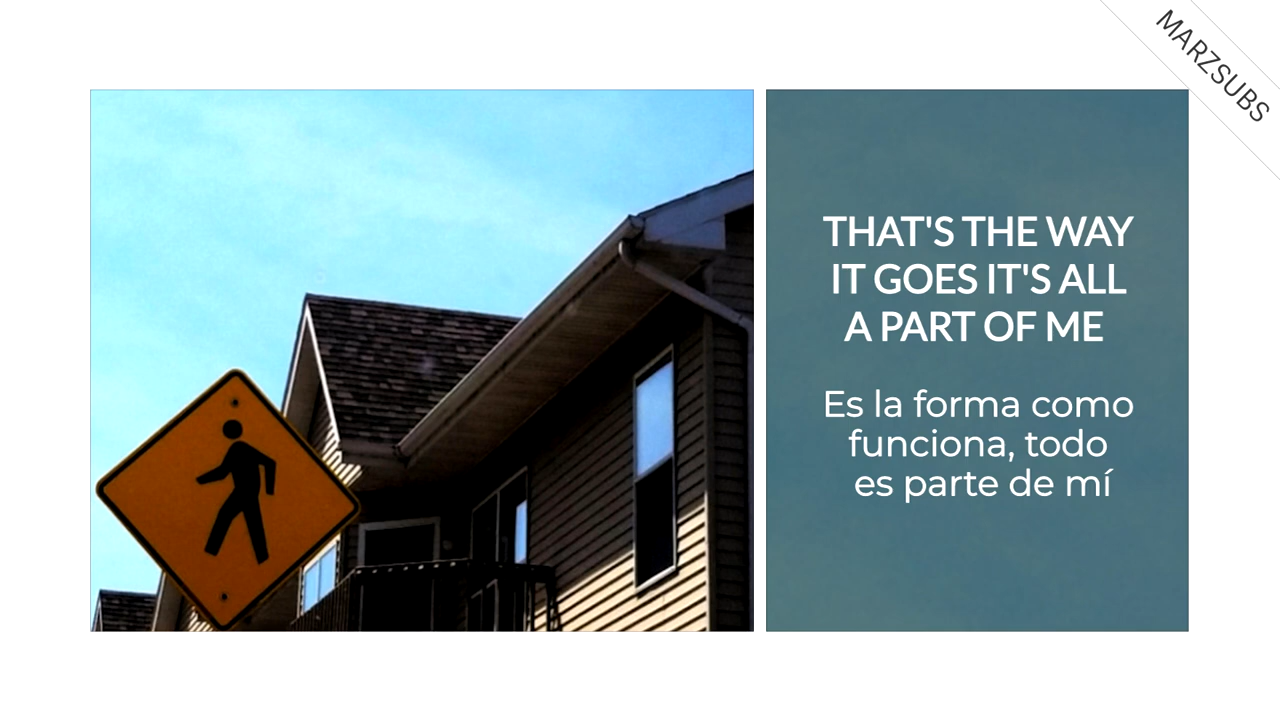 MARZSUBS
THAT'S THE WAY
IT GOES IT'S ALL
A PART OF ME
Es la forma como
funciona, todo
es parte de mí